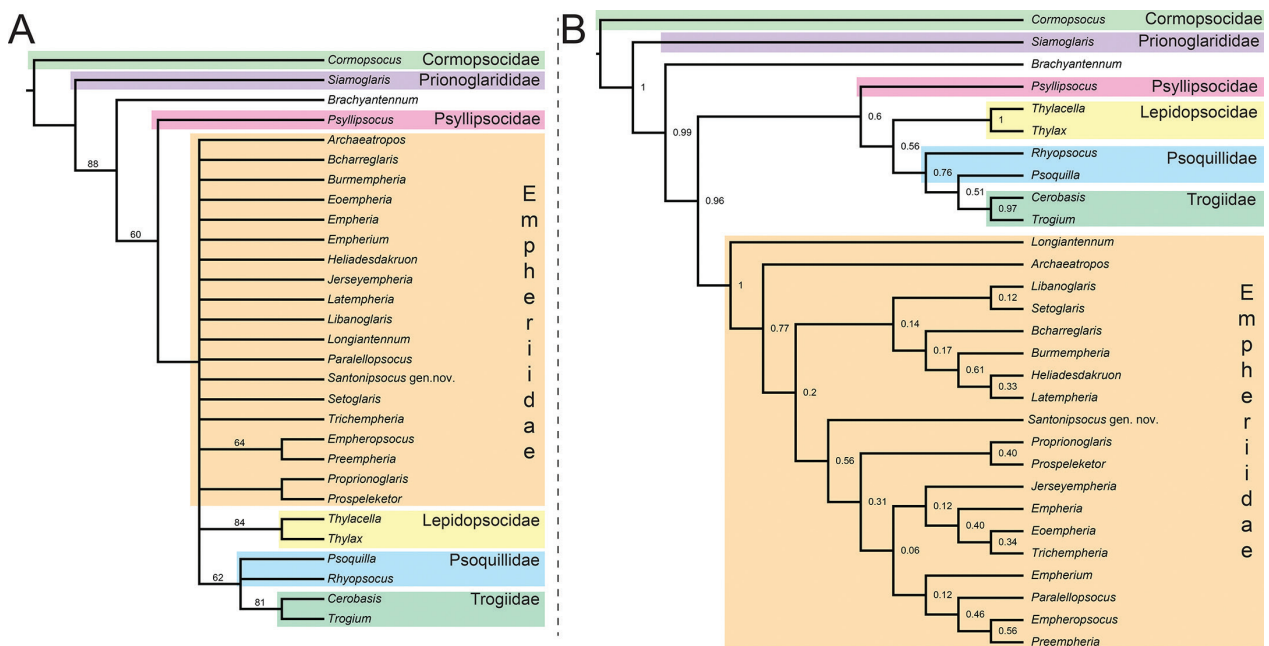 A
Cormopsocus Cormopsocidae
Siamoglaris Prionoglarididae
Brachyantennum
88
Psyllipsocus Psyllipsocidae
60
Archaeatropos
Bcharreglaris
Burmempheria
Eoempheria
Empheria
Empherium
Heliadesdakruon
Jerseyempheria
Latempheria
Libanoglaris
Longiantennum
Paralellopsocus
Santonipsocus gen.nov.
Setoglaris
Trichempheria
Empheropsocus
64
Preempheria
Proprionoglaris
Prospeleketor
Empheriidae
Thylacella Lepidopsocidae
84
Thylax
Psoquilla Psoquillidae
62
Rhyopsocus
Cerobasis Trogiidae
81
Trogium
B
Cormopsocus Cormopsocidae
Siamoglaris Prionoglarididae
1
Brachyantennum
0.99
Psyllipsocus Psyllipsocidae
0.6
Thylacella Lepidopsocidae
1
Thylax
0.56
Rhyopsocus Psoquillidae
0.76
Psoquilla
0.51
Cerobasis Trogiidae
0.97
Trogium
0.96
Longiantennum
1
Archaeatropos
0.77
Libanoglaris
0.12
Setoglaris
0.14
Bcharreglaris
0.17
Burmempheria
0.61
Heliadesdakruon
0.33
Latempheria
0.2
Santonipsocus gen. nov.
0.56
Proprionoglaris
0.40
Prospeleketor
0.31
Jerseyempheria
0.12
Empheria
0.40
Eoempheria
0.34
Trichempheria
0.06
Empherium
0.12
Paralellopsocus
0.46
Empheropsocus
0.56
Preempheria
Empheriidae